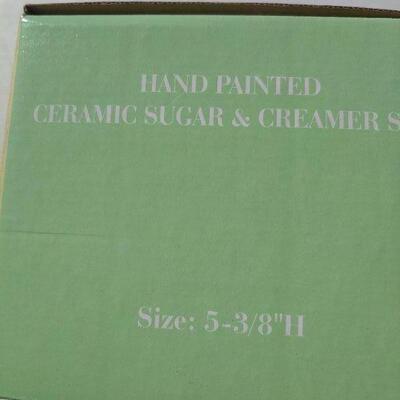 HAND PAINTED
CERAMIC SUGAR & CREAMER S
Size: 5-3/8"H